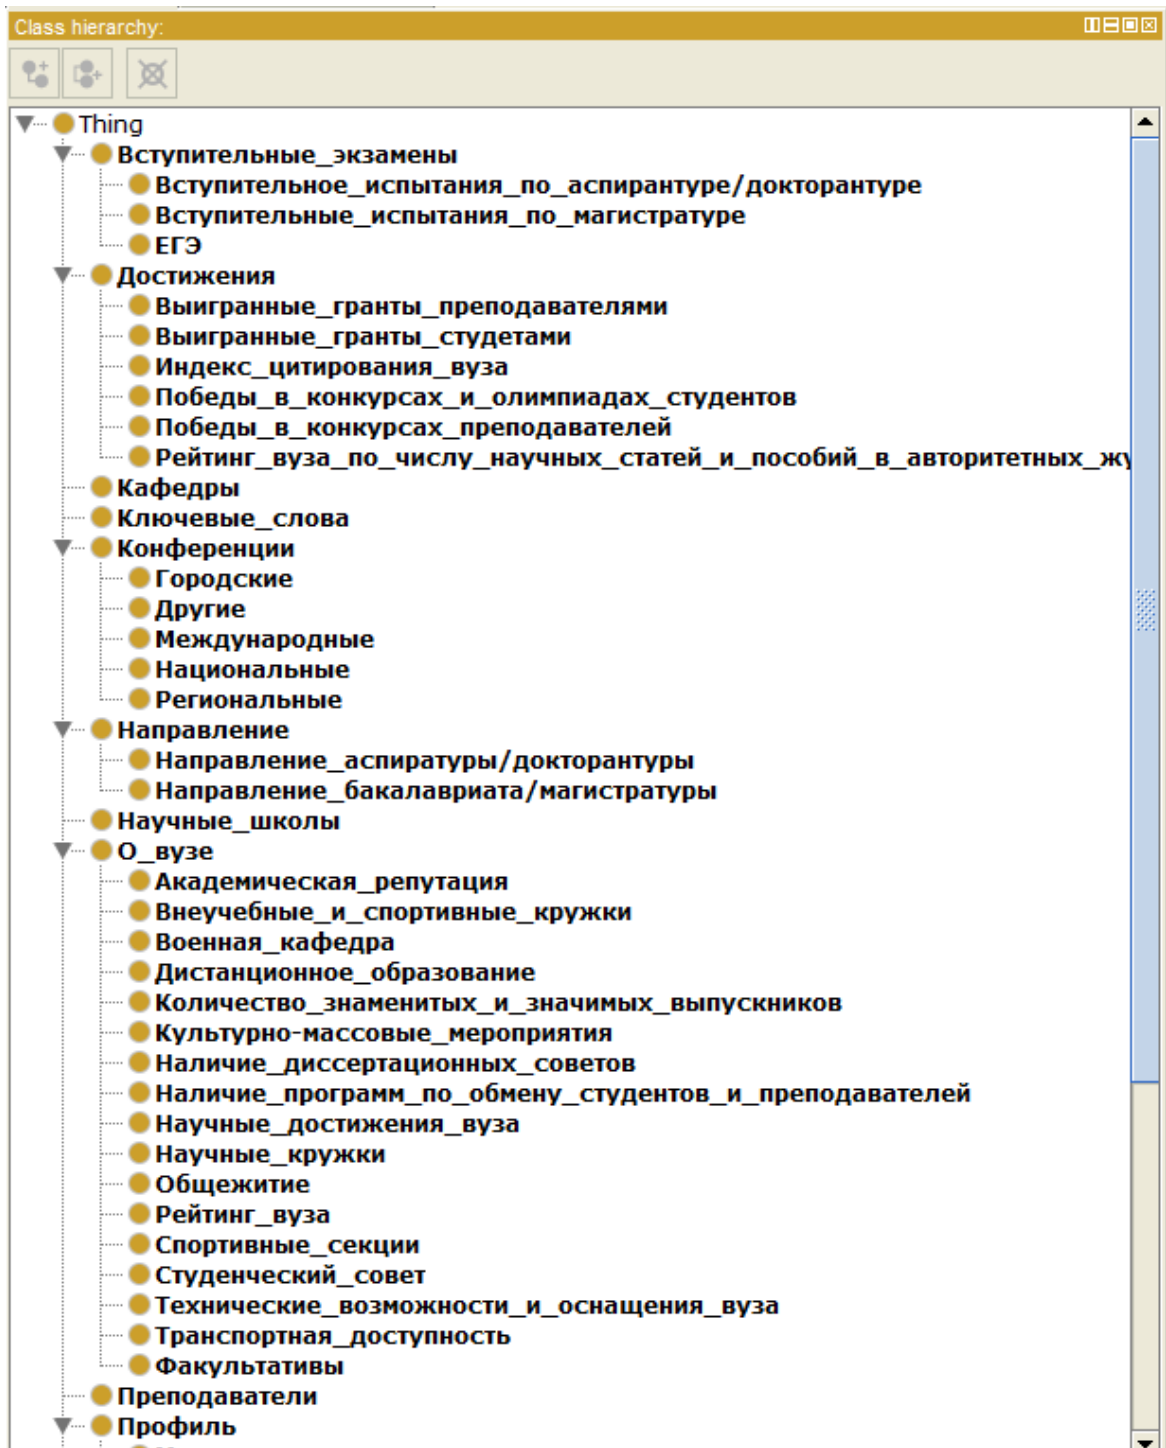 Class hierarchy:
Thing
Вступительные_экзамены
Вступительное_испытания_по_аспирантуре/докторантуре
Вступительные_испытания_по_магистратуре
ЕГЭ
Достижения
Выигранные_гранты_преподавателями
Выигранные_гранты_студетами
Индекс_цитирования_вуза
Победы_в_конкурсах_и_олимпиадах_студентов
Победы_в_конкурсах_преподавателей
Рейтинг_вуза_по_числу_научных_статей_и_пособий_в_авторитетных_жу
Кафедры
Ключевые_слова
Конференции
Городские
Другие
Международные
Национальные
Региональные
Направление
Направление_аспиратуры/докторантуры
Направление_бакалавриата/магистратуры
Научные_школы
О_вузе
Академическая_репутация
Внеучебные_и_спортивные_кружки
Военная_кафедра
Дистанционное_образование
Количество_знаменитых_и_значимых_выпускников
Культурно-массовые_мероприятия
Наличие_диссертационных_советов
Наличие_программ_по_обмену_студентов_и_преподавателей
Научные_достижения_вуза
Научные_кружки
Общежитие
Рейтинг_вуза
Спортивные_секции
Студенческий_совет
Технические_возможности_и_оснащения_вуза
Транспортная_доступность
Факультативы
Преподаватели
Профиль